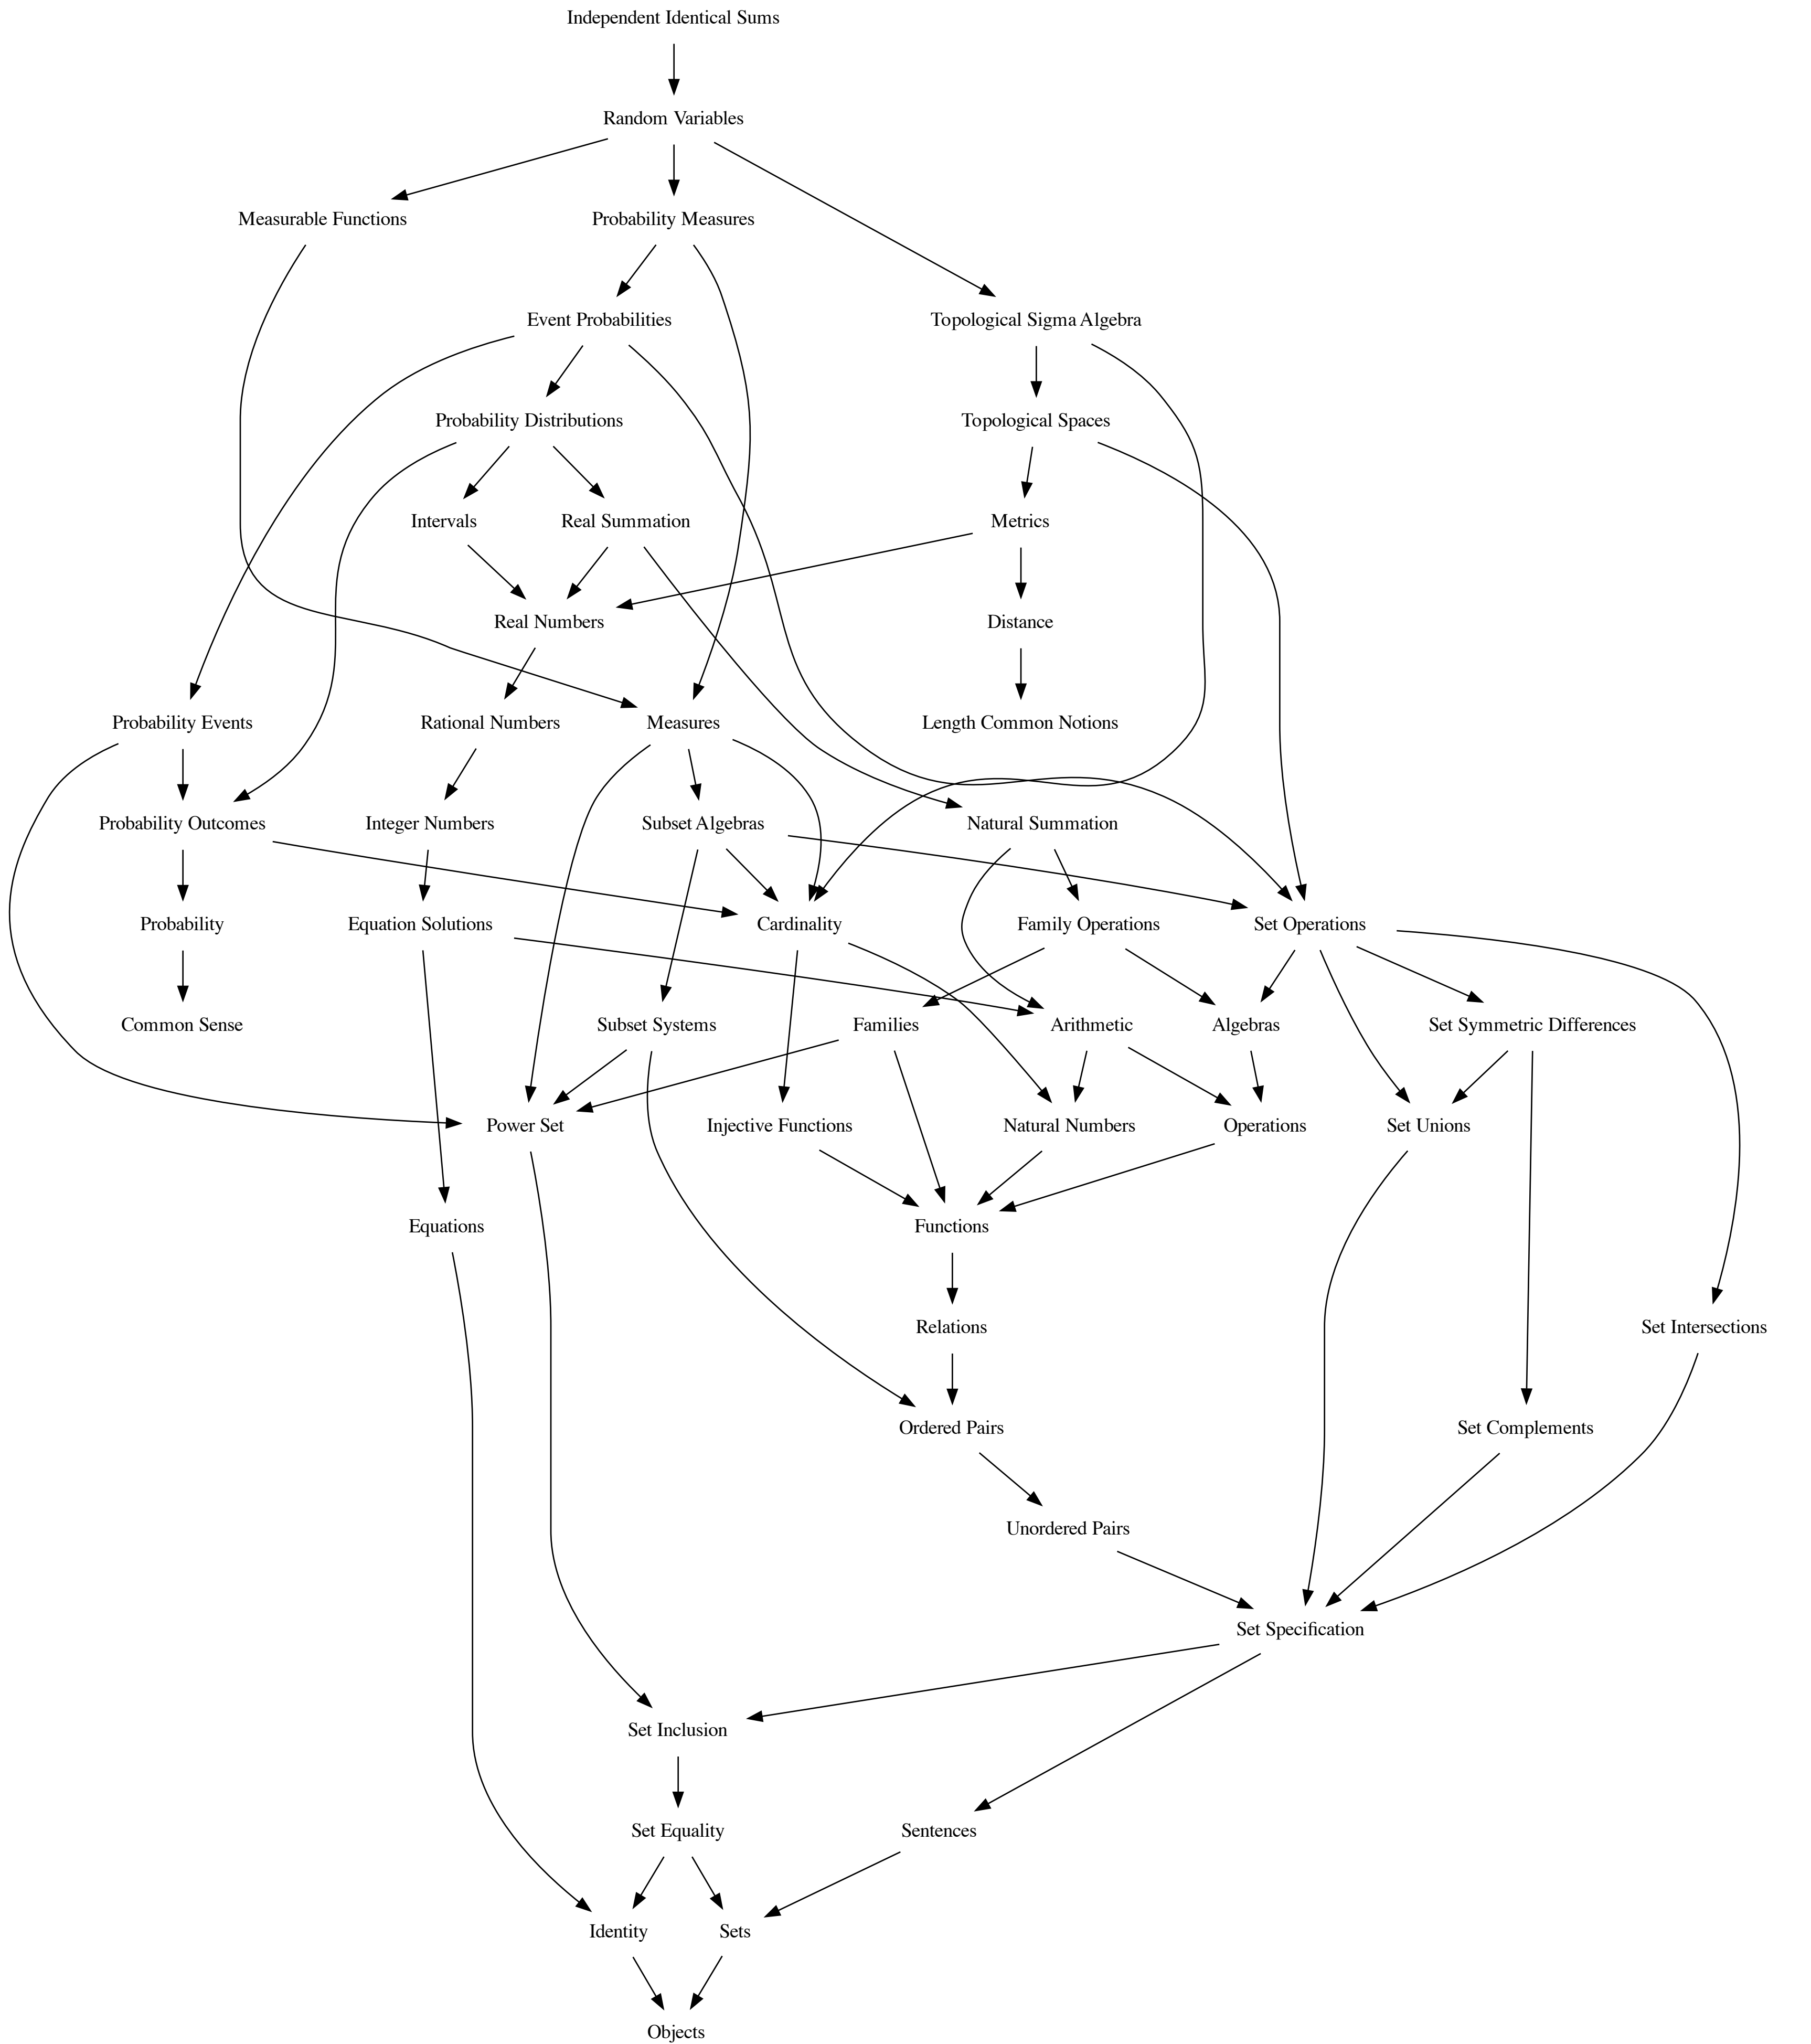 Independent Identical Sums
Random Variables
Measurable Functions
Probability Measures
Event Probabilities
Topological Sigma Algebra
Probability Distributions
Topological Spaces
Intervals
Real Summation
Metrics
Real Numbers
Distance
Probability Events
Rational Numbers
Measures
Length Common Notions
Probability Outcomes
Integer Numbers
Subset Algebras
Natural Summation
Probability
Equation Solutions
Cardinality
Family Operations
Set Operations
Common Sense
Subset Systems
Families
Arithmetic
Algebras
Set Symmetric Differences
Power Set
Injective Functions
Natural Numbers
Operations
Set Unions
Equations
Functions
Relations
Set Intersections
Ordered Pairs
Set Complements
Unordered Pairs
Set Specification
Set Inclusion
Set Equality
Sentences
Identity
Sets
Objects